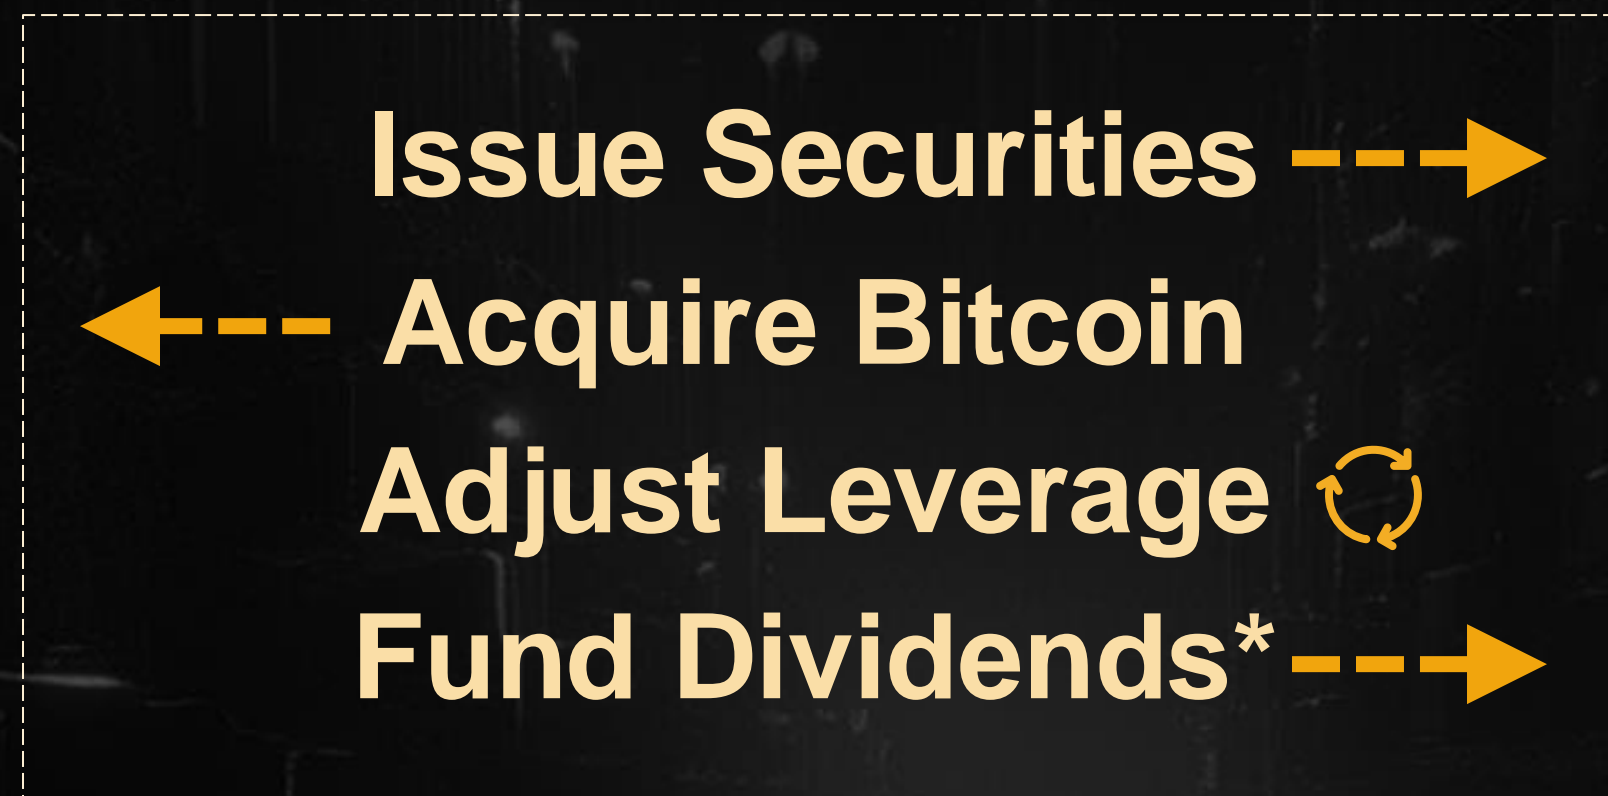 Issue Securities
Acquire Bitcoin
Adjust Leverage
Fund Dividends*